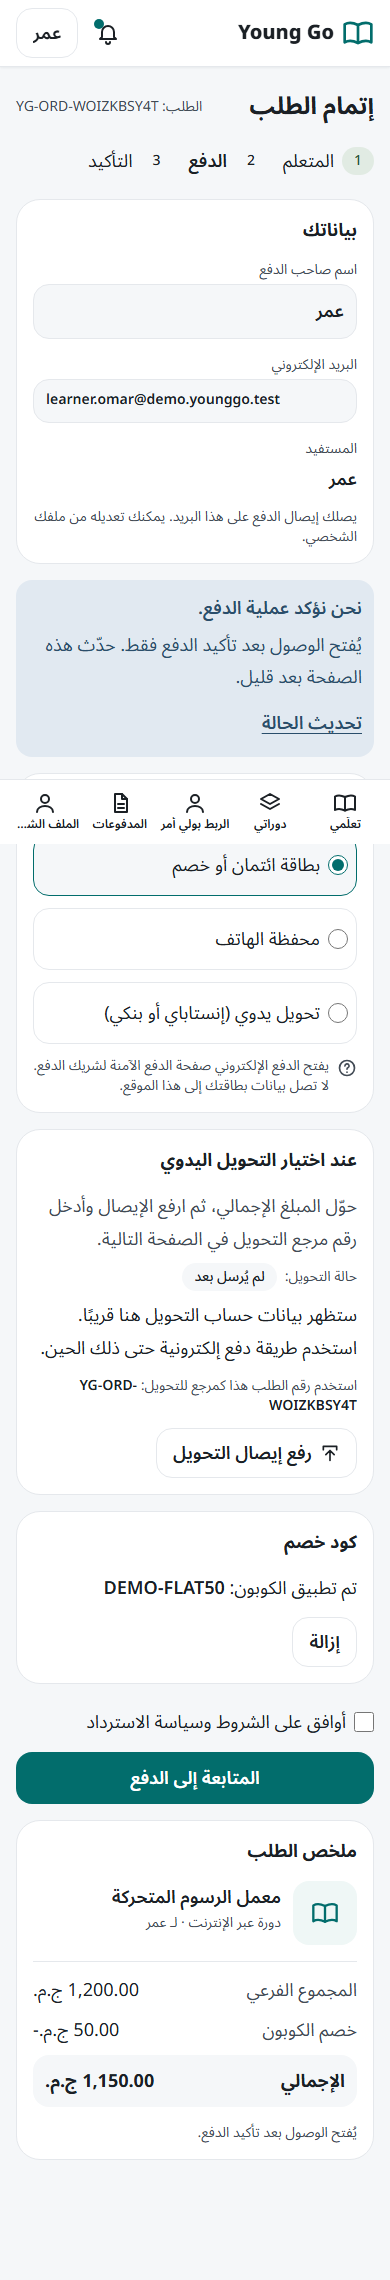 Young Go
عمر
إتمام الطلب
الطلب: YG-ORD-WOIZKBSY4T
1 المتعلم 2 الدفع 3 التأكيد
بياناتك
اسم صاحب الدفع
عمر
البريد الإلكتروني
learner.omar@demo.younggo.test
المستفيد
عمر
يصلك إيصال الدفع على هذا البريد. يمكنك تعديله من ملفك
الشخصي.
نحن نؤكد عملية الدفع.
يُفتح الوصول بعد تأكيد الدفع فقط. حدّث هذه
الصفحة بعد قليل.
تحديث الحالة
تعلّمي
دوراتي
الربط بولي أمر
المدفوعات
الملف الشـ...
بطاقة ائتمان أو خصم
محفظة الهاتف
تحويل يدوي (إنستاباي أو بنكي)
يفتح الدفع الإلكتروني صفحة الدفع الآمنة لشريك الدفع.
لا تصل بيانات بطاقتك إلى هذا الموقع.
عند اختيار التحويل اليدوي
حوّل المبلغ الإجمالي، ثم ارفع الإيصال وأدخل
رقم مرجع التحويل في الصفحة التالية.
حالة التحويل: لم يُرسل بعد
ستظهر بيانات حساب التحويل هنا قريبًا.
استخدم طريقة دفع إلكترونية حتى ذلك الحين.
استخدم رقم الطلب هذا كمرجع للتحويل: YG-ORD-
WOIZKBSY4T
رفع إيصال التحويل
كود خصم
تم تطبيق الكوبون: DEMO-FLAT50
إزالة
أوافق على الشروط وسياسة الاسترداد
المتابعة إلى الدفع
ملخص الطلب
معمل الرسوم المتحركة
دورة عبر الإنترنت · لـ عمر
المجموع الفرعي 1,200.00 ج.م.
خصم الكوبون 50.00 ج.م.-
الإجمالي 1,150.00 ج.م.
يُفتح الوصول بعد تأكيد الدفع.